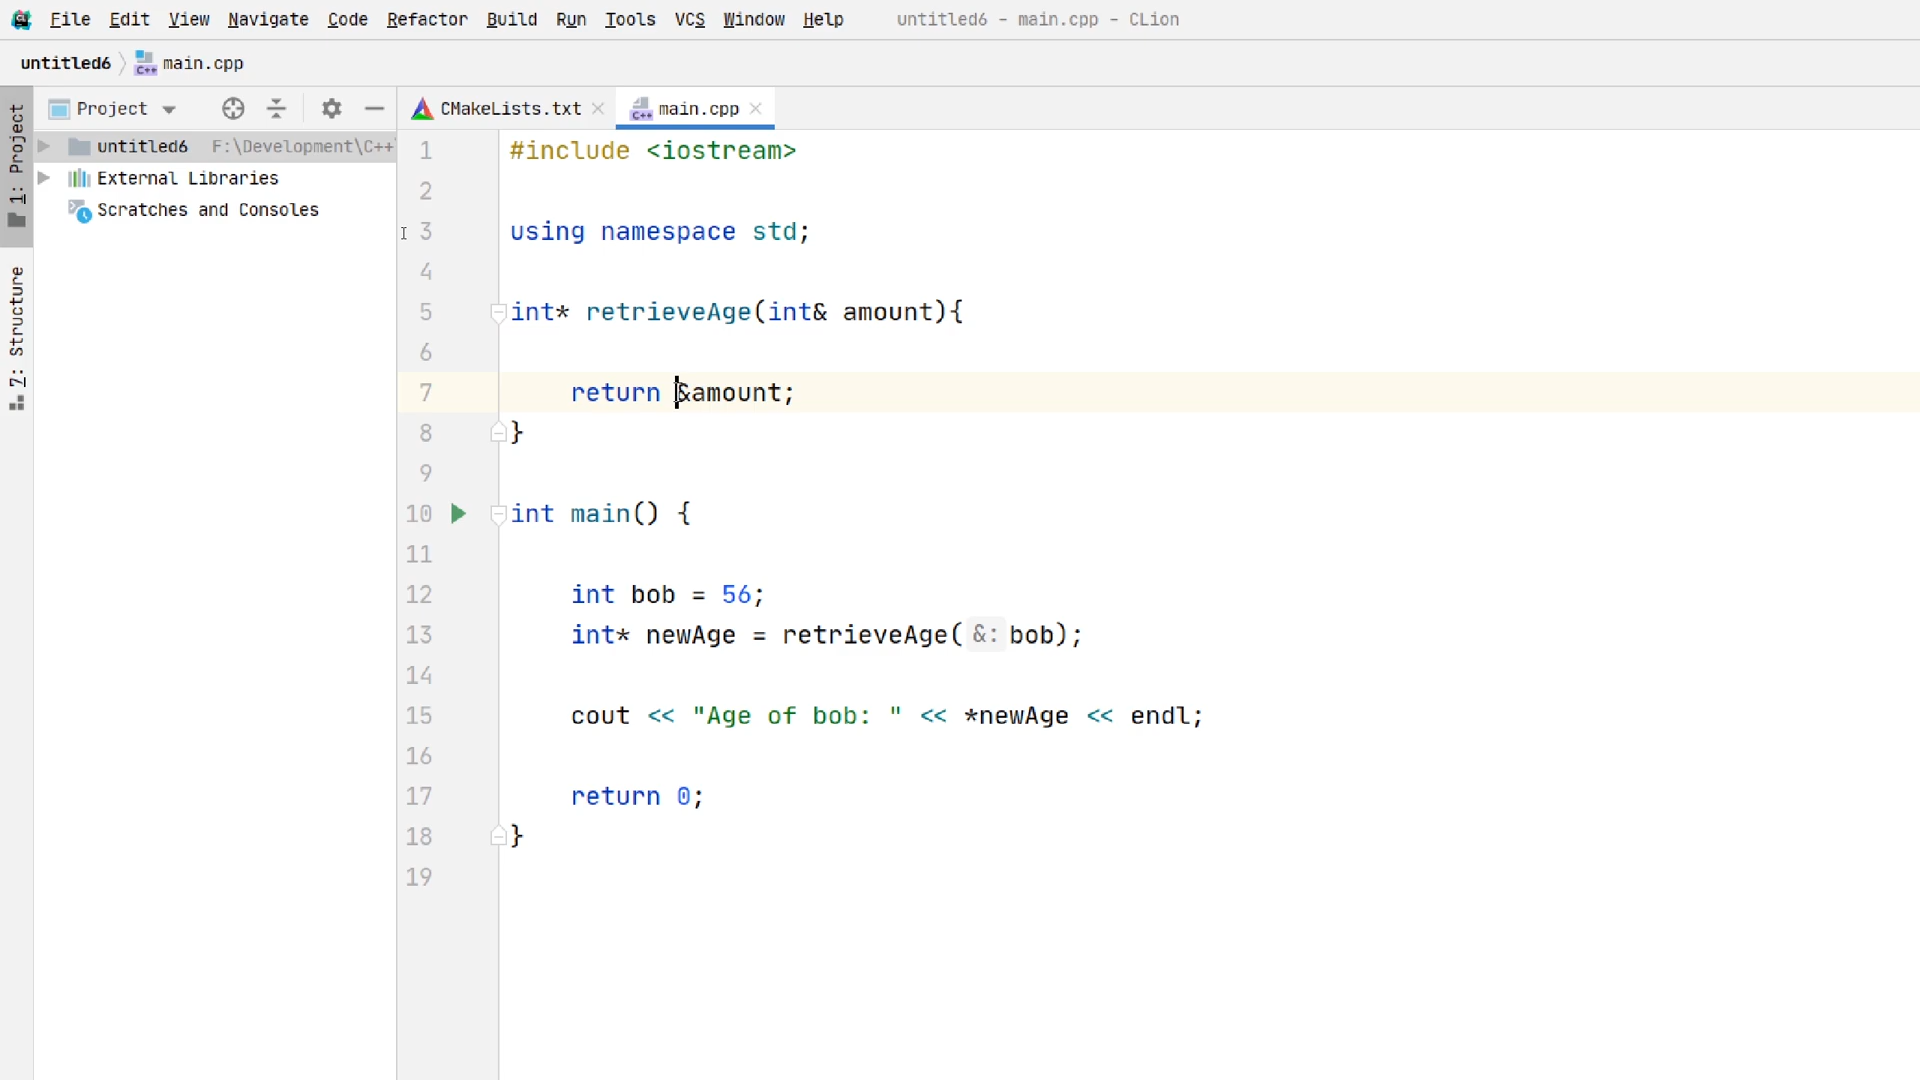 File Edit View Navigate Code Refactor Build Run Tools VCS Window Help untitled6 - main.cpp - CLion
untitled6 main.cpp
Project CMakeLists.txt main.cpp
1: Project
7: Structure
untitled6 F:\Development\C++
External Libraries
Scratches and Consoles
1 #include <iostream>
2
3 using namespace std;
4
5 int* retrieveAge(int& amount){
6
7 return &amount;
8 }
9
10 int main() {
11
12 int bob = 56;
13 int* newAge = retrieveAge( &: bob);
14
15 cout << "Age of bob: " << *newAge << endl;
16
17 return 0;
18 }
19